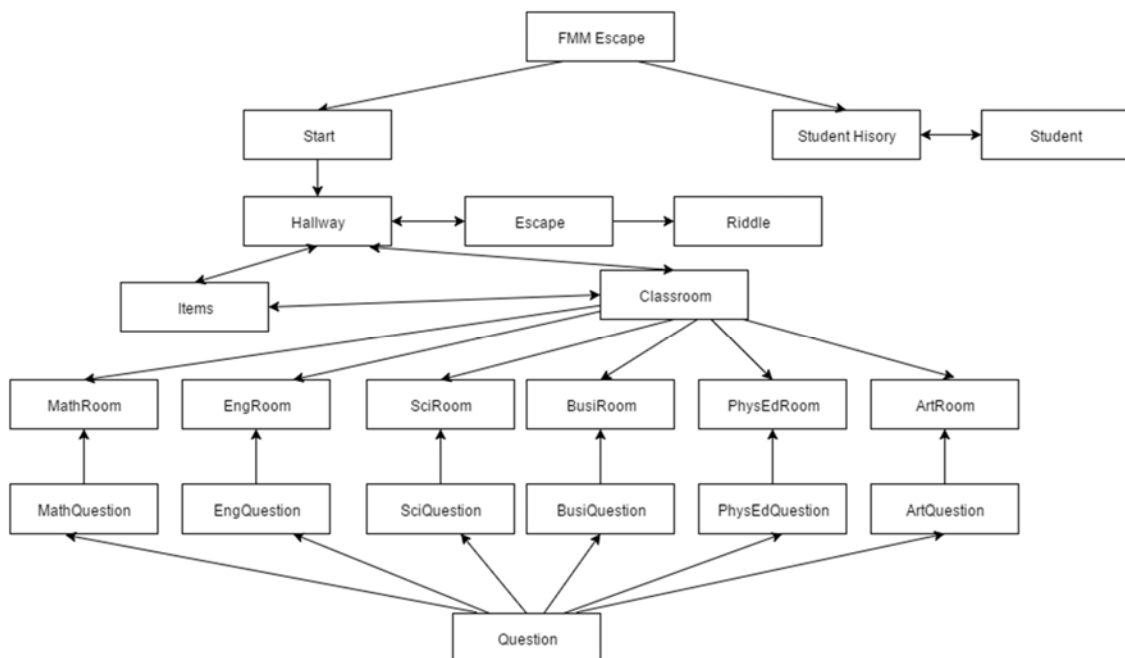 FMM Escape
Start
Student Hisory
Student
Hallway
Escape
Riddle
Items
Classroom
MathRoom
EngRoom
SciRoom
BusiRoom
PhysEdRoom
ArtRoom
MathQuestion
EngQuestion
SciQuestion
BusiQuestion
PhysEdQuestion
ArtQuestion
Question